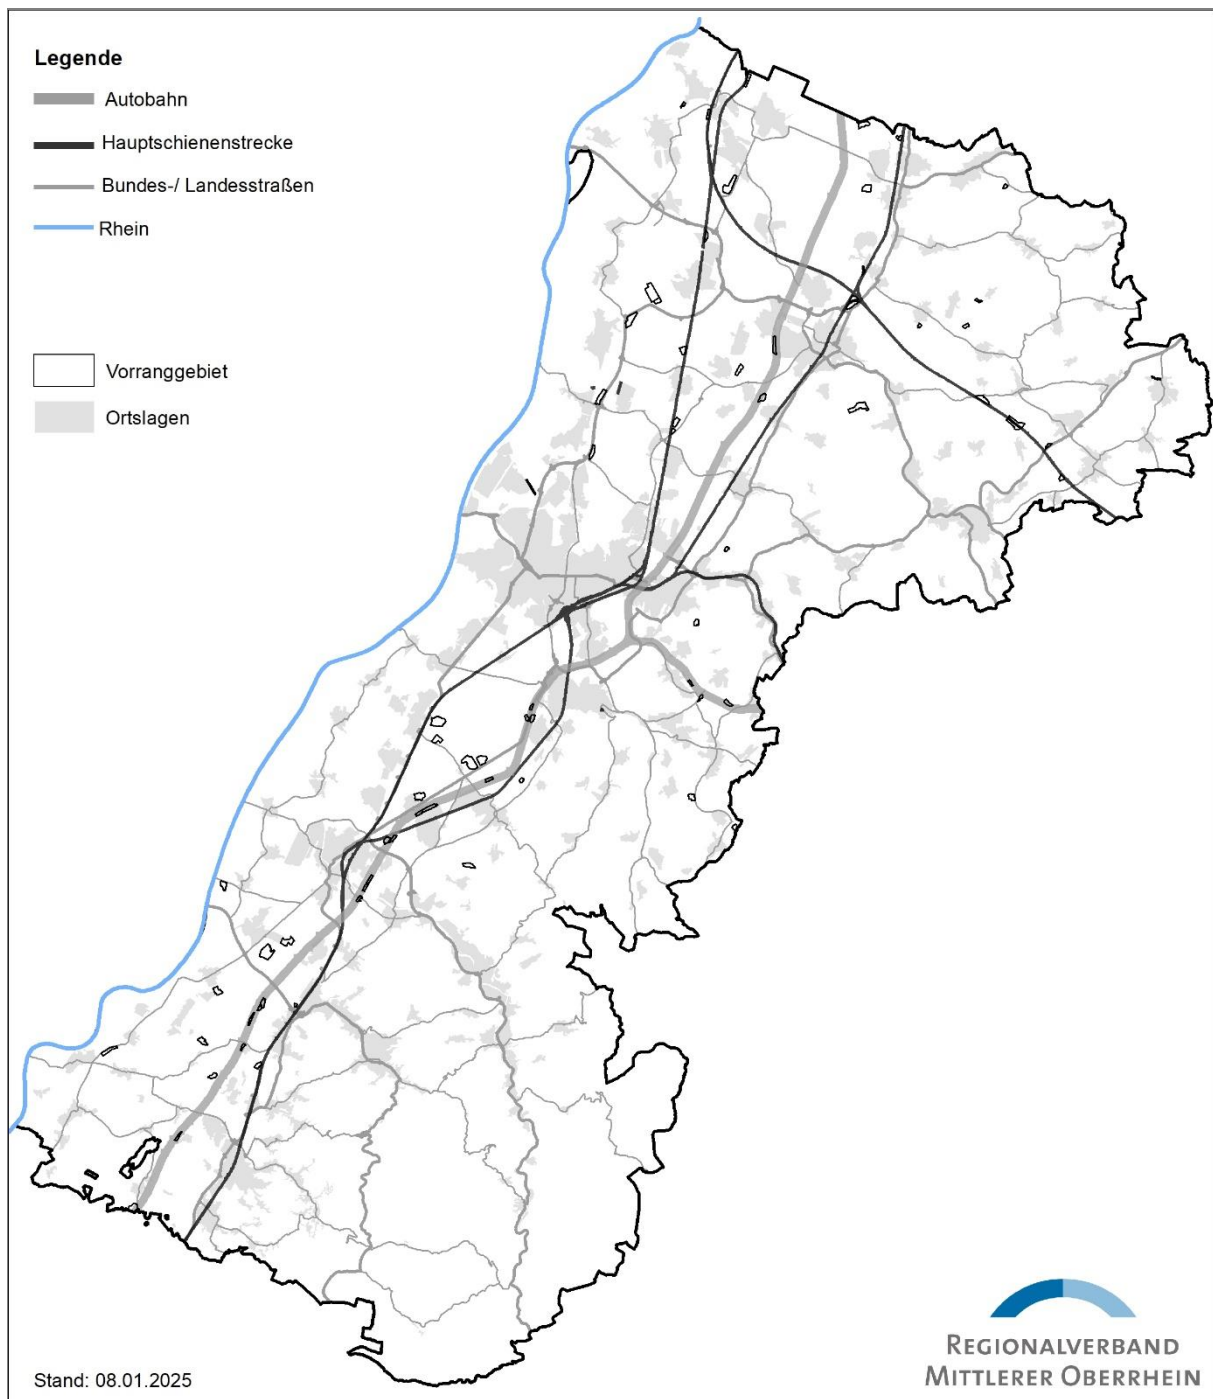 Legende
Autobahn
Hauptschienenstrecke
Bundes-/ Landesstraßen
Rhein
Vorranggebiet
Ortslagen
REGIONALVERBAND
MITTLERER OBERRHEIN
Stand: 08.01.2025